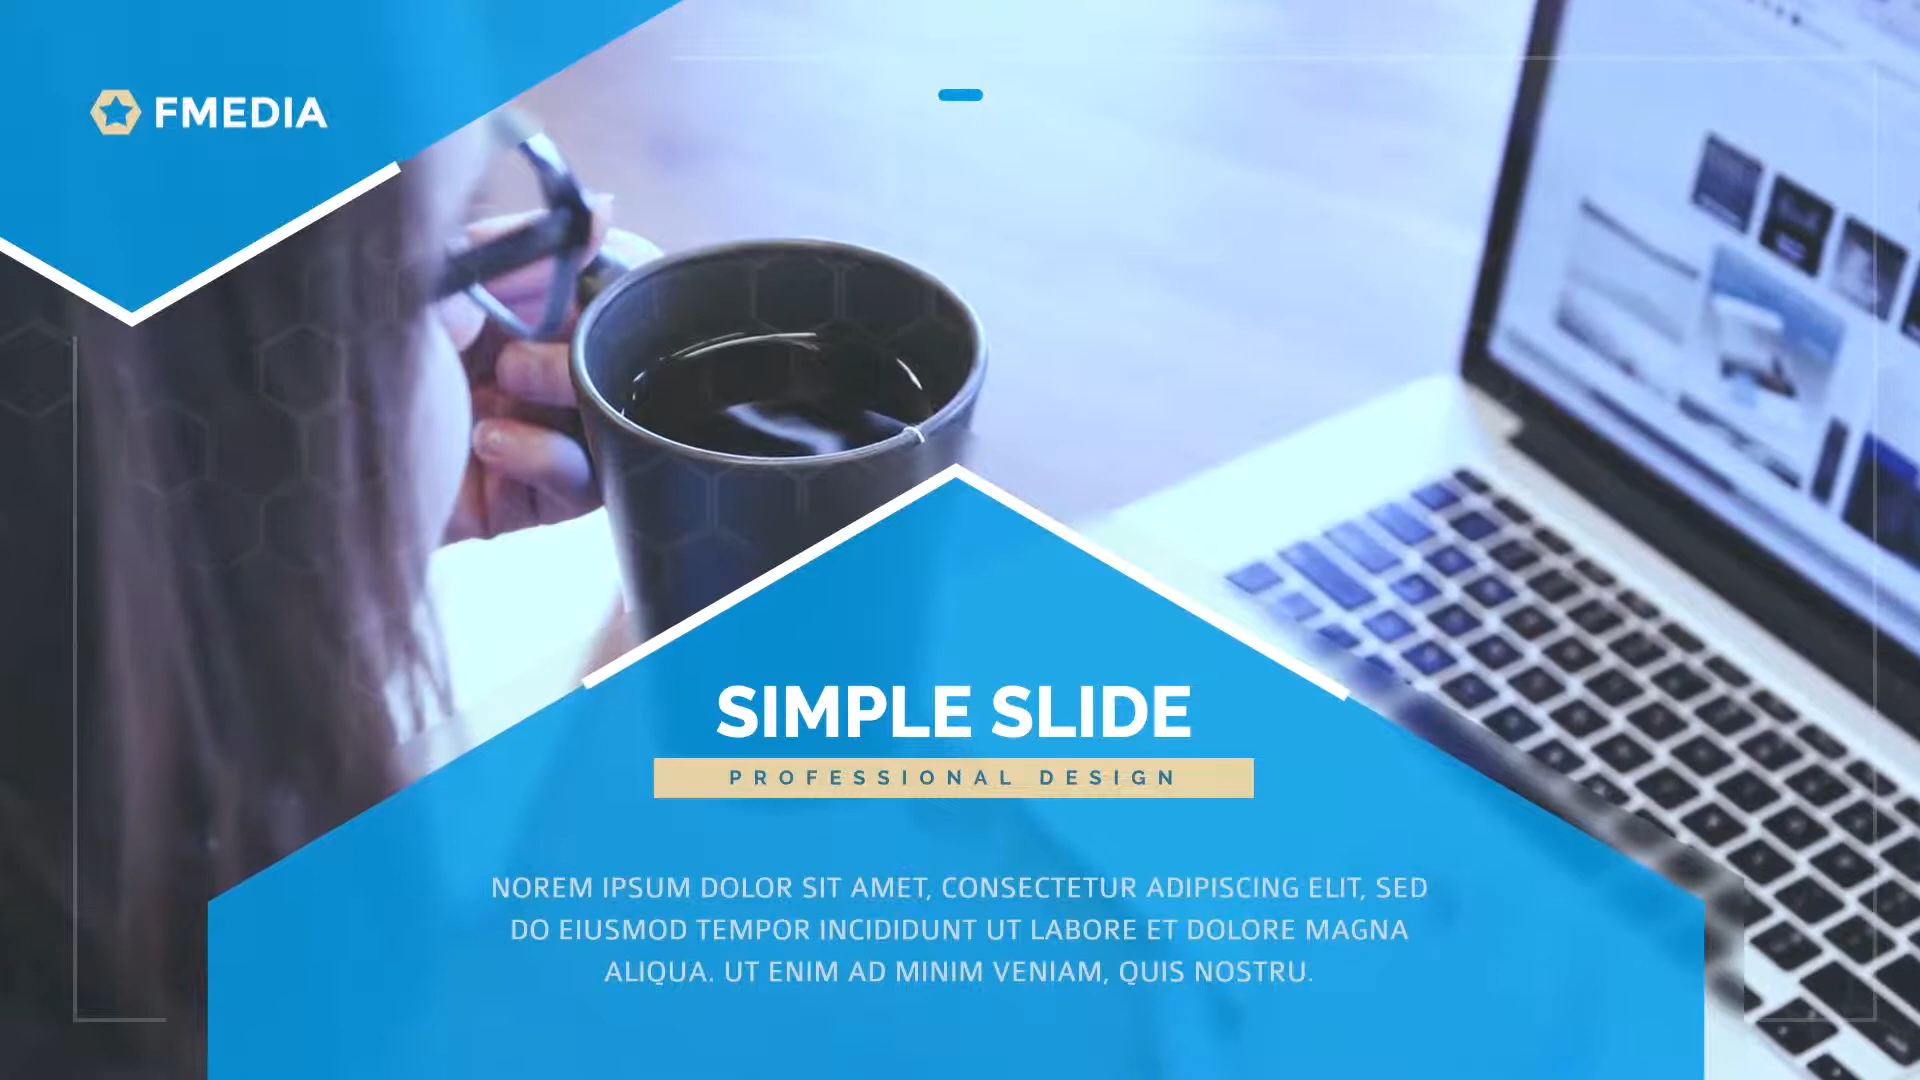 FMEDIA
SIMPLE SLIDE
PROFESSIONAL DESIGN
NOREM IPSUM DOLOR SIT AMET, CONSECTETUR ADIPISCING ELIT, SED
DO EIUSMOD TEMPOR INCIDIDUNT UT LABORE ET DOLORE MAGNA
ALIQUA. UT ENIM AD MINIM VENIAM, QUIS NOSTRU.